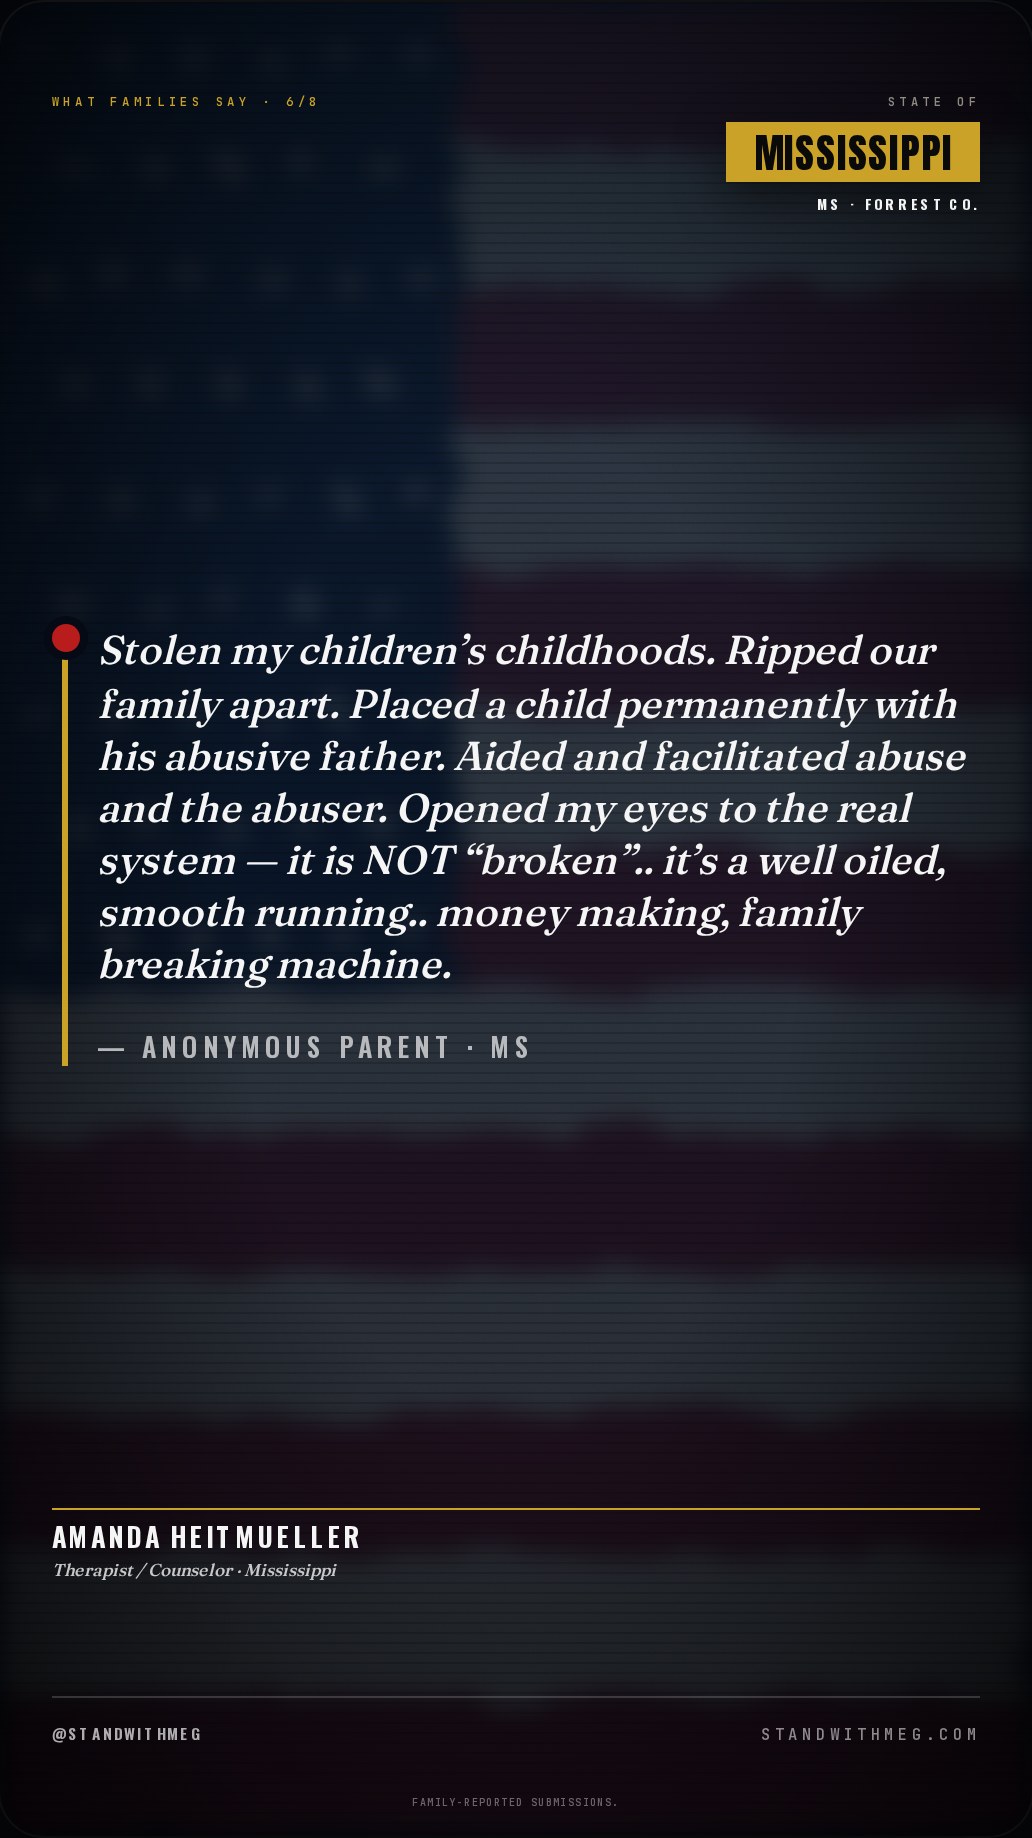 WHAT FAMILIES SAY · 6/8
STATE OF
MISSISSIPPI
MS · FORREST CO.
Stolen my children’s childhoods. Ripped our
family apart. Placed a child permanently with
his abusive father. Aided and facilitated abuse
and the abuser. Opened my eyes to the real
system — it is NOT “broken”.. it’s a well oiled,
smooth running.. money making, family
breaking machine.
— ANONYMOUS PARENT · MS
AMANDA HEITMUELLER
Therapist / Counselor · Mississippi
@STANDWITHMEG
STANDWITHMEG.COM
FAMILY-REPORTED SUBMISSIONS.